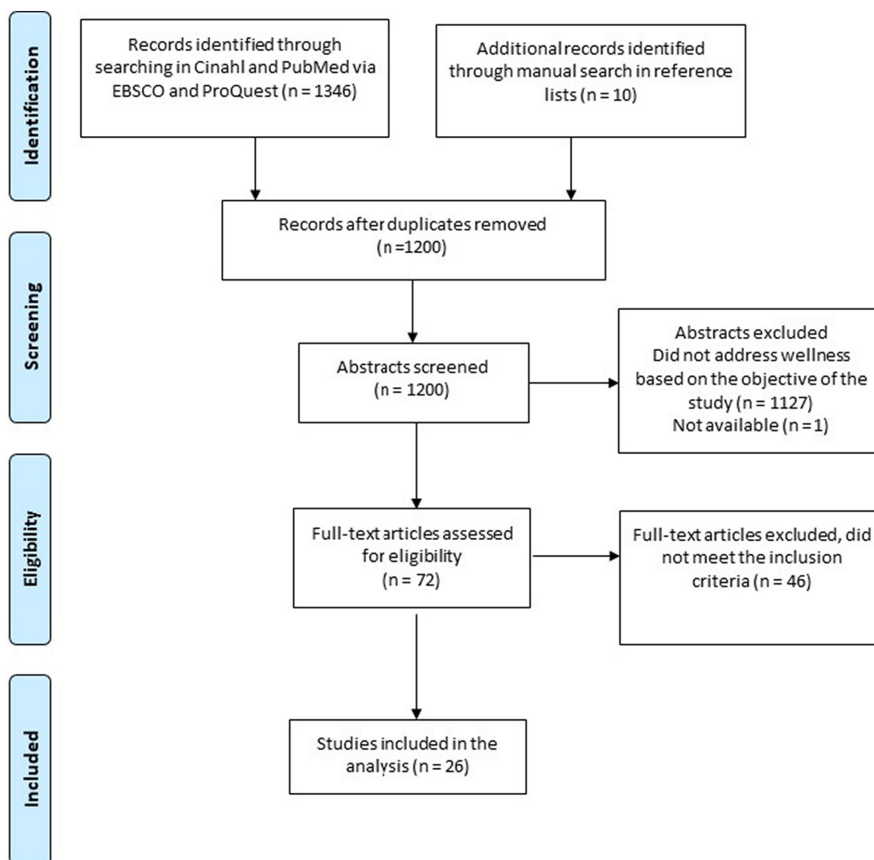 Identification
Records identified through
searching in Cinahl and PubMed via
EBSCO and ProQuest (n = 1346)
Additional records identified
through manual search in reference
lists (n = 10)
Records after duplicates removed
(n =1200)
Screening
Abstracts screened
(n = 1200)
Abstracts excluded
Did not address wellness
based on the objective of the
study (n = 1127)
Not available (n = 1)
Eligibility
Full-text articles assessed
for eligibility
(n = 72)
Full-text articles excluded, did
not meet the inclusion
criteria (n = 46)
Included
Studies included in the
analysis (n = 26)